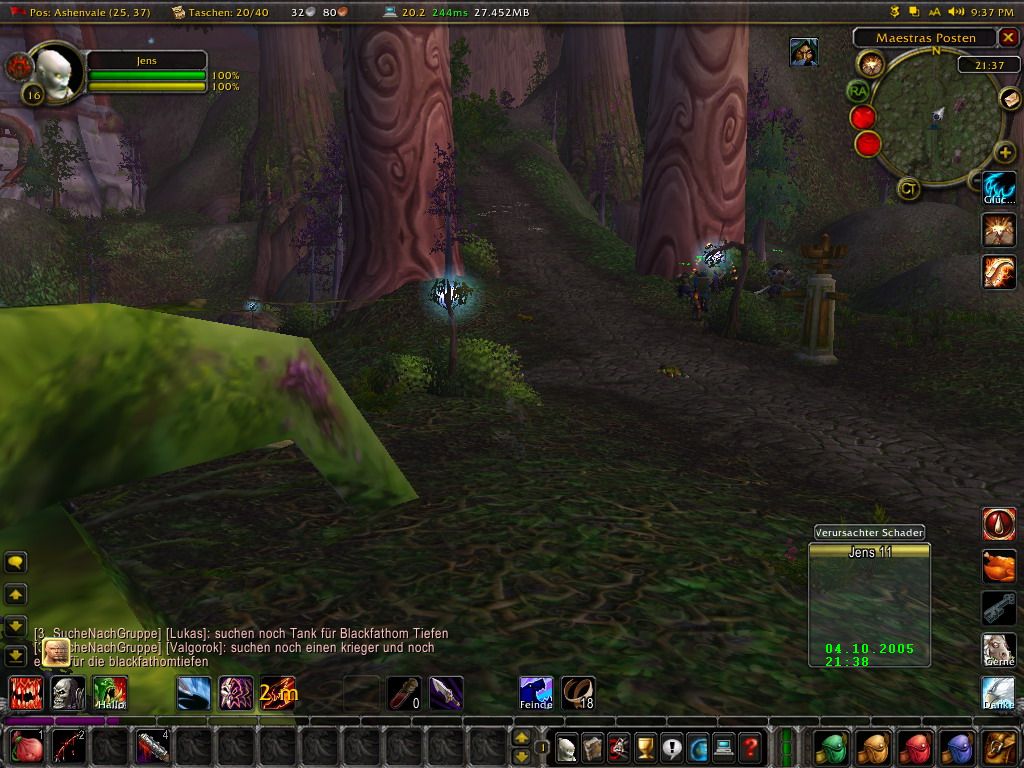 Pos: Ashenvale (25, 37)
Taschen: 20/40
32 80
20.2 244ms 27.452MB
9:37 PM
Maestras Posten
N
21:37
Jens
100%
100%
16
RA
GT
Verursachter Schader
Jens 11
04.10.2005
21:38
[3. SucheNachGruppe] [Lukas]: suchen noch Tank für Blackfathom Tiefen
[Valgorok]: suchen noch einen krieger und noch
für die blackfathomtiefen
Hallo
2 m
0
Feinde
18
Gerne
Danke
1
2
4
1